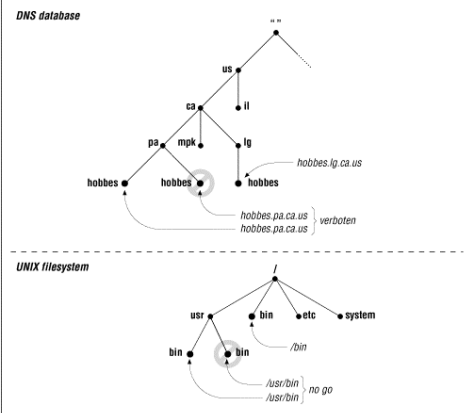 DNS database
" "
us
ca
il
pa
mpk
lg
hobbes.lg.ca.us
hobbes
hobbes
hobbes
hobbes.pa.ca.us
hobbes.pa.ca.us
verboten
UNIX filesystem
/
usr
bin
etc
system
/bin
bin
bin
/usr/bin
/usr/bin
no go